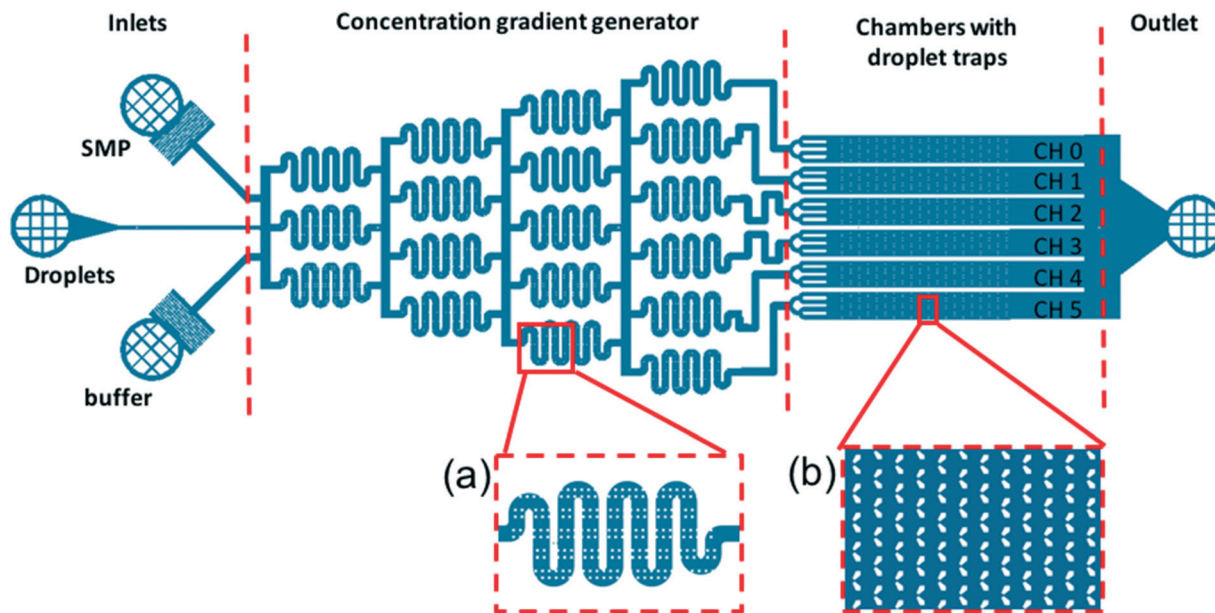 Inlets
Concentration gradient generator
Chambers with
droplet traps
Outlet
SMP
Droplets
buffer
CH 0
CH 1
CH 2
CH 3
CH 4
CH 5
(a)
(b)